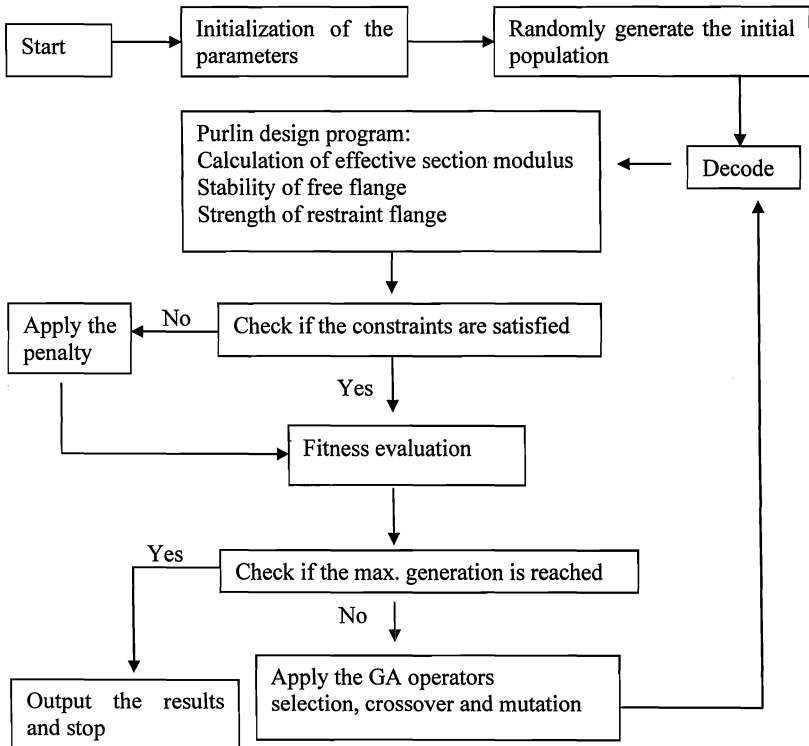 Start
Initialization of the
parameters
Randomly generate the initial
population
Purlin design program:
Calculation of effective section modulus
Stability of free flange
Strength of restraint flange
Decode
Apply the
penalty
No
Check if the constraints are satisfied
Yes
Fitness evaluation
Yes
Check if the max. generation is reached
No
Output the results
and stop
Apply the GA operators
selection, crossover and mutation